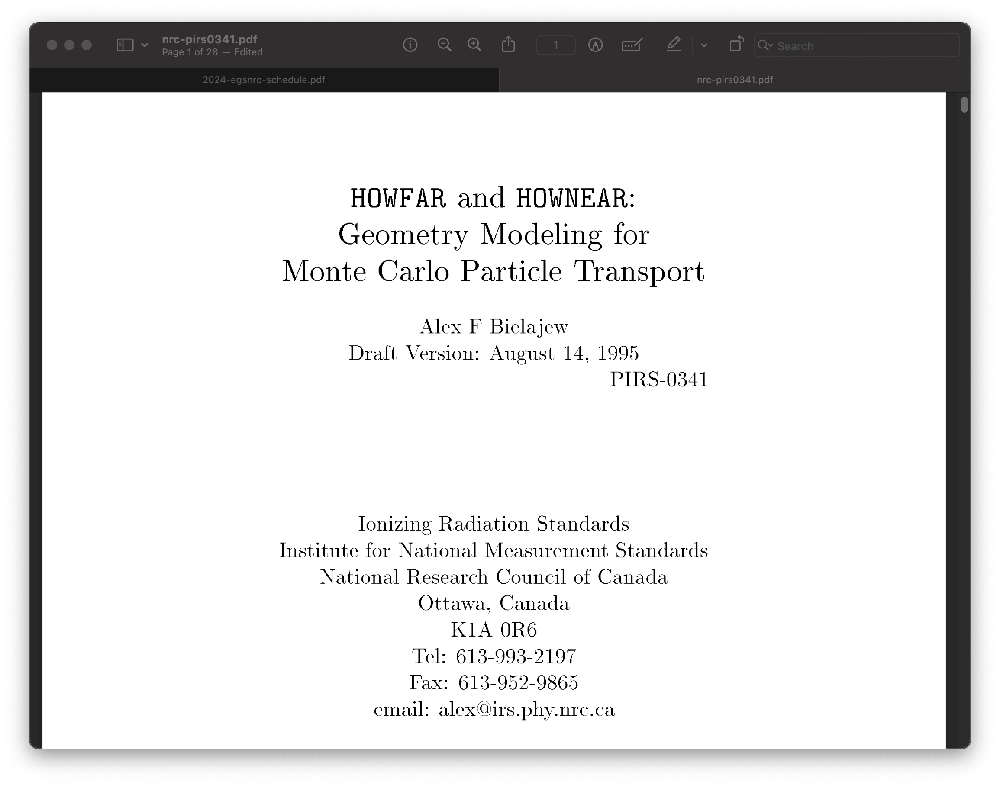 nrc-pirs0341.pdf
Page 1 of 28 — Edited
1
Search
2024-egsnrc-schedule.pdf
nrc-pirs0341.pdf
HOWFAR and HOWNEAR:
Geometry Modeling for
Monte Carlo Particle Transport
Alex F Bielajew
Draft Version: August 14, 1995
PIRS-0341
Ionizing Radiation Standards
Institute for National Measurement Standards
National Research Council of Canada
Ottawa, Canada
K1A 0R6
Tel: 613-993-2197
Fax: 613-952-9865
email: alex@irs.phy.nrc.ca